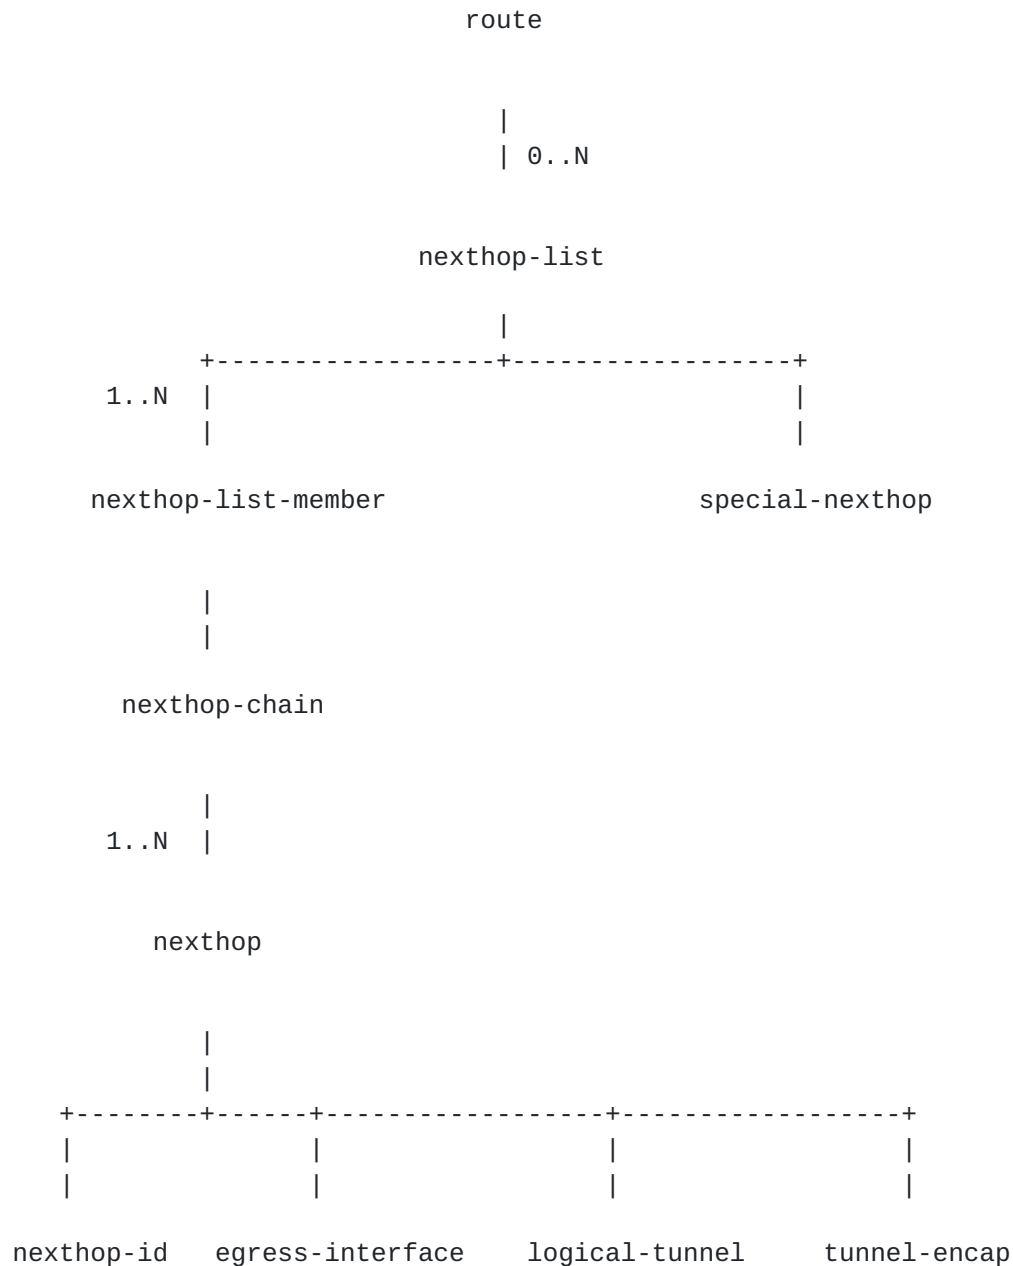 route
|
| 0..N
nexthop-list
|
+------------------+------------------+
1..N | |
| |
nexthop-list-member special-nexthop
|
|
nexthop-chain
|
1..N |
nexthop
|
|
+--------+------+------------------+------------------+
| | | |
| | | |
nexthop-id egress-interface logical-tunnel tunnel-encap